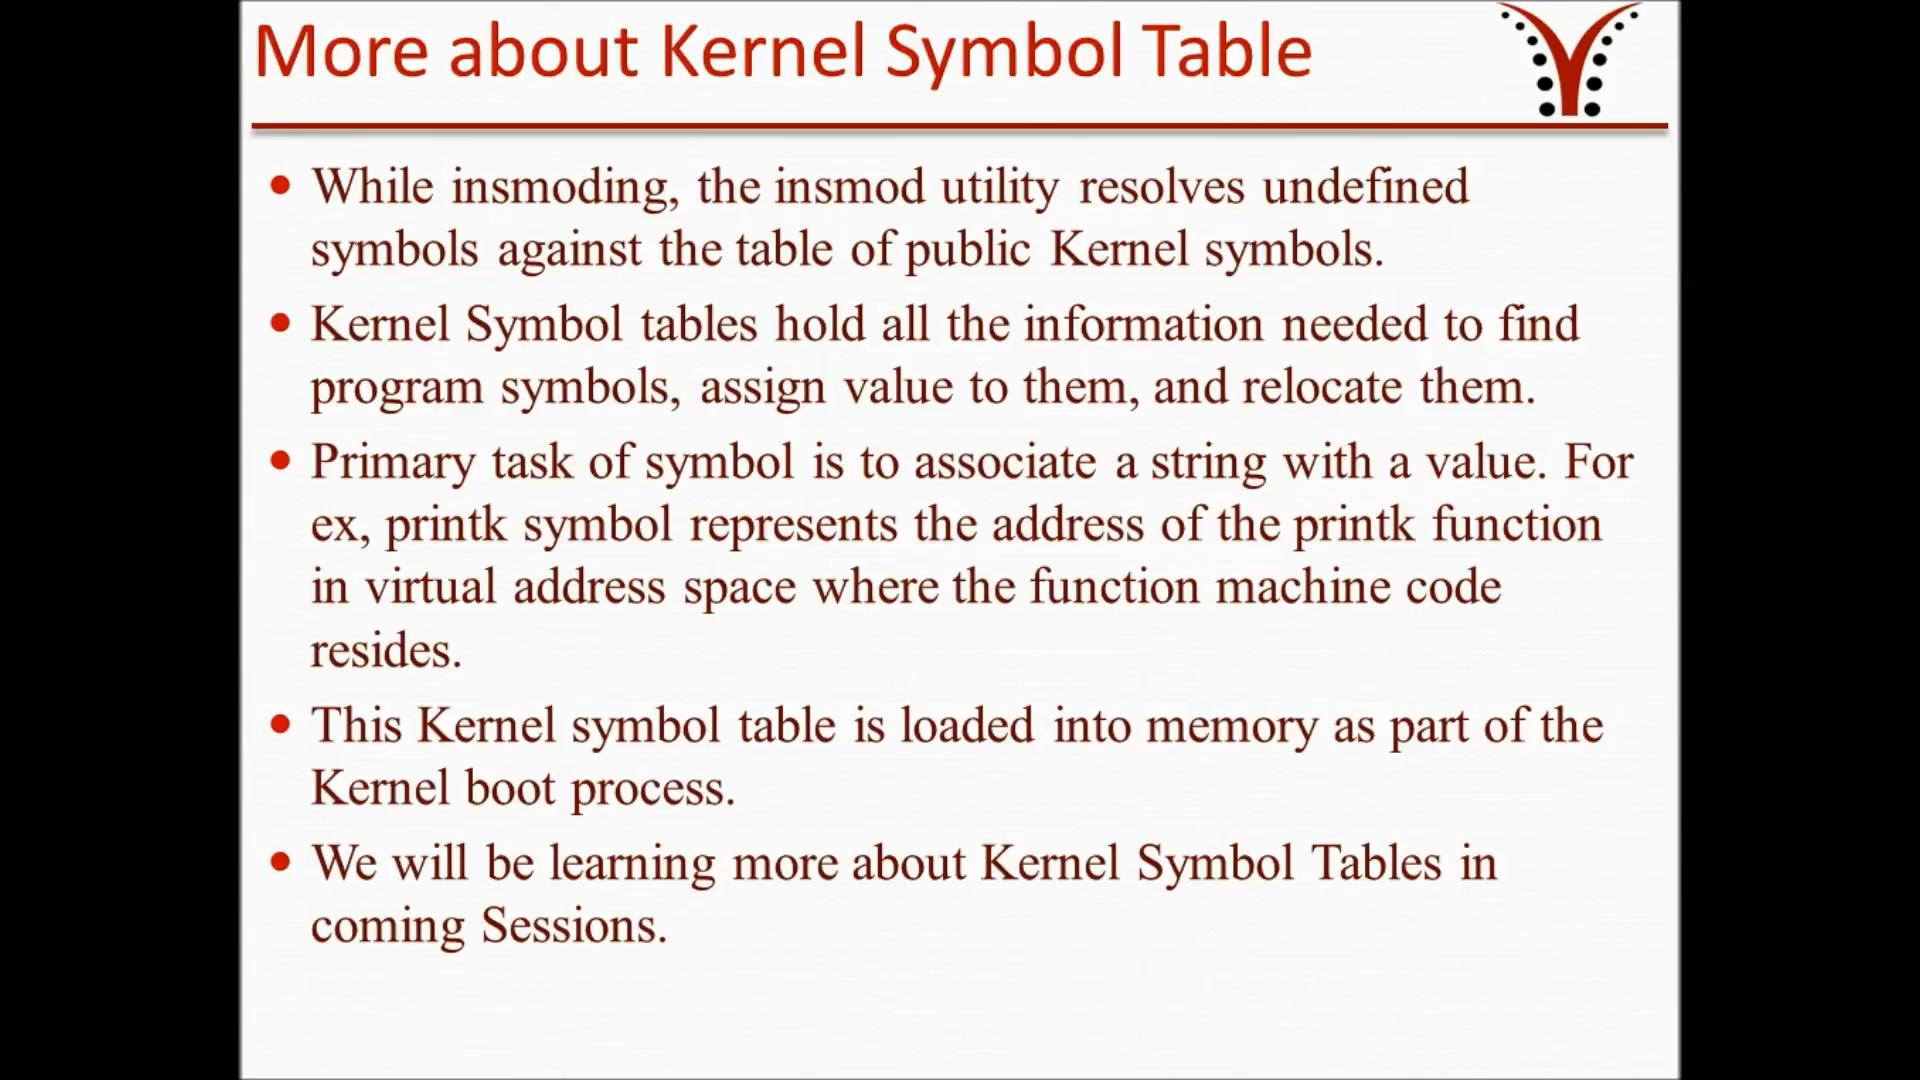 More about Kernel Symbol Table
• While insmoding, the insmod utility resolves undefined
symbols against the table of public Kernel symbols.
• Kernel Symbol tables hold all the information needed to find
program symbols, assign value to them, and relocate them.
• Primary task of symbol is to associate a string with a value. For
ex, printk symbol represents the address of the printk function
in virtual address space where the function machine code
resides.
• This Kernel symbol table is loaded into memory as part of the
Kernel boot process.
• We will be learning more about Kernel Symbol Tables in
coming Sessions.